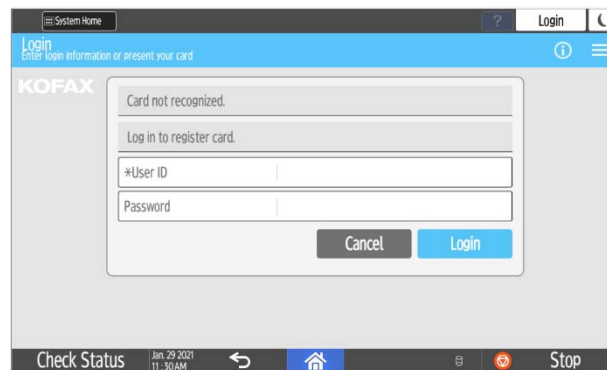 System Home
?
Login
Login
Enter login information or present your card
KOFAX
Card not recognized.
Log in to register card.
*User ID
Password
Cancel
Login
Check Status
Jan. 29 2021
11:30AM
Stop